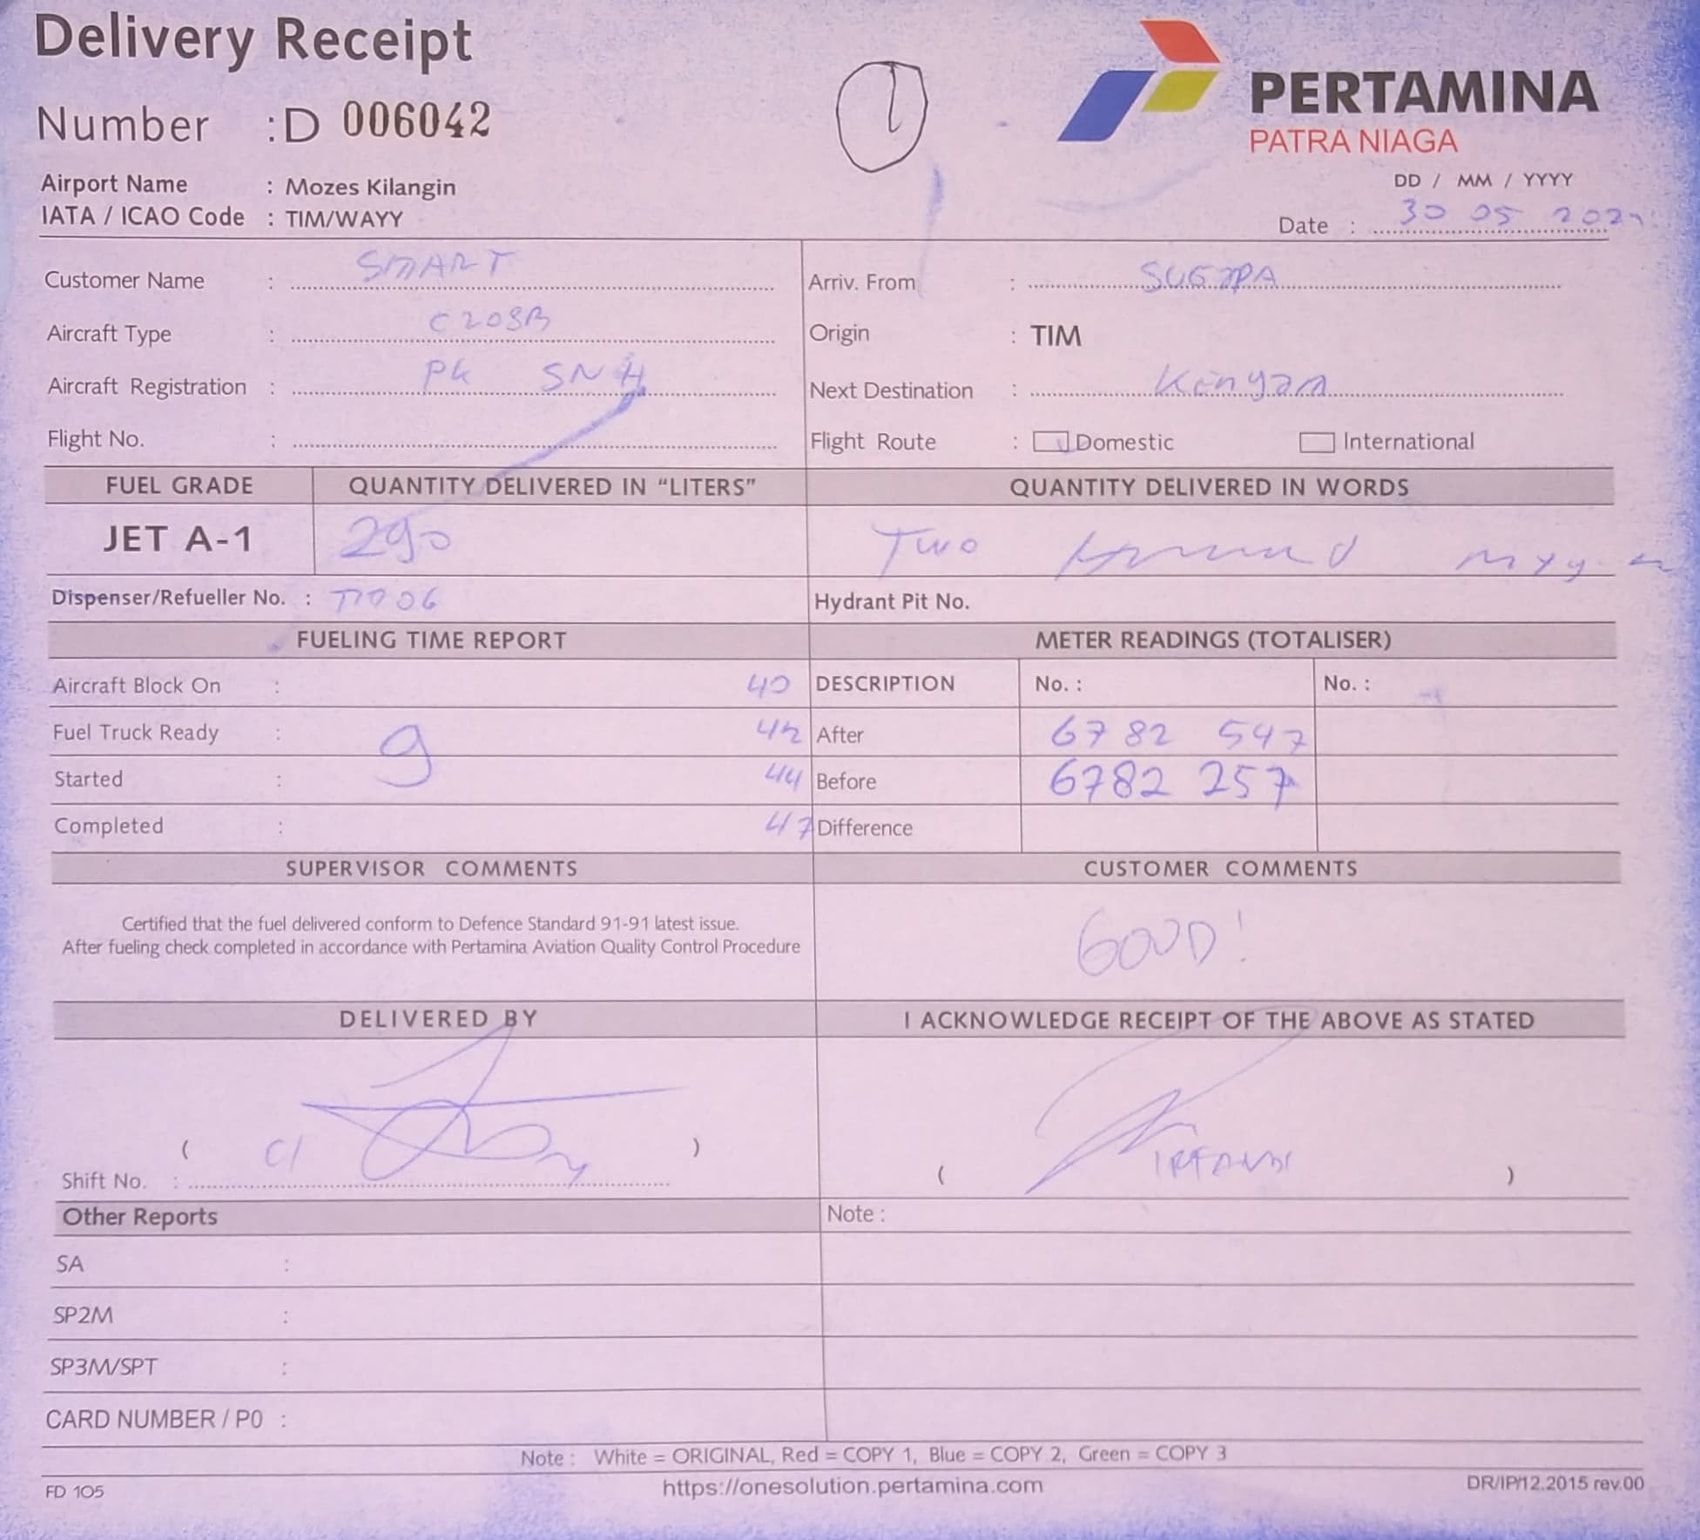 Delivery Receipt
Number : D 006042
1
PERTAMINA
PATRA NIAGA
Airport Name : Mozes Kilangin
IATA / ICAO Code : TIM/WAYY
DD / MM / YYYY
Date : 30 05
Customer Name : SMART
Arriv. From :
Aircraft Type : C208B
Origin : TIM
Aircraft Registration : PK SNH
Next Destination : Kenyam
Flight No. :
Flight Route : Domestic International
FUEL GRADE QUANTITY DELIVERED IN “LITERS” QUANTITY DELIVERED IN WORDS
JET A-1 290 Two Hundred
Dispenser/Refueller No. : Hydrant Pit No.
FUELING TIME REPORT METER READINGS (TOTALISER)
Aircraft Block On : 40 DESCRIPTION No. : No. :
Fuel Truck Ready : 42 After 6782 547
9
Started : 44 Before 6782 257
Completed : 47 Difference
SUPERVISOR COMMENTS CUSTOMER COMMENTS
Certified that the fuel delivered conform to Defence Standard 91-91 latest issue.
After fueling check completed in accordance with Pertamina Aviation Quality Control Procedure
GOOD!
DELIVERED BY I ACKNOWLEDGE RECEIPT OF THE ABOVE AS STATED
( )
Shift No. :
( )
Other Reports Note :
SA :
SP2M :
SP3M/SPT :
CARD NUMBER / P0 :
Note : White = ORIGINAL, Red = COPY 1, Blue = COPY 2, Green = COPY 3
FD 105 https://onesolution.pertamina.com DR/IP/12.2015 rev.00